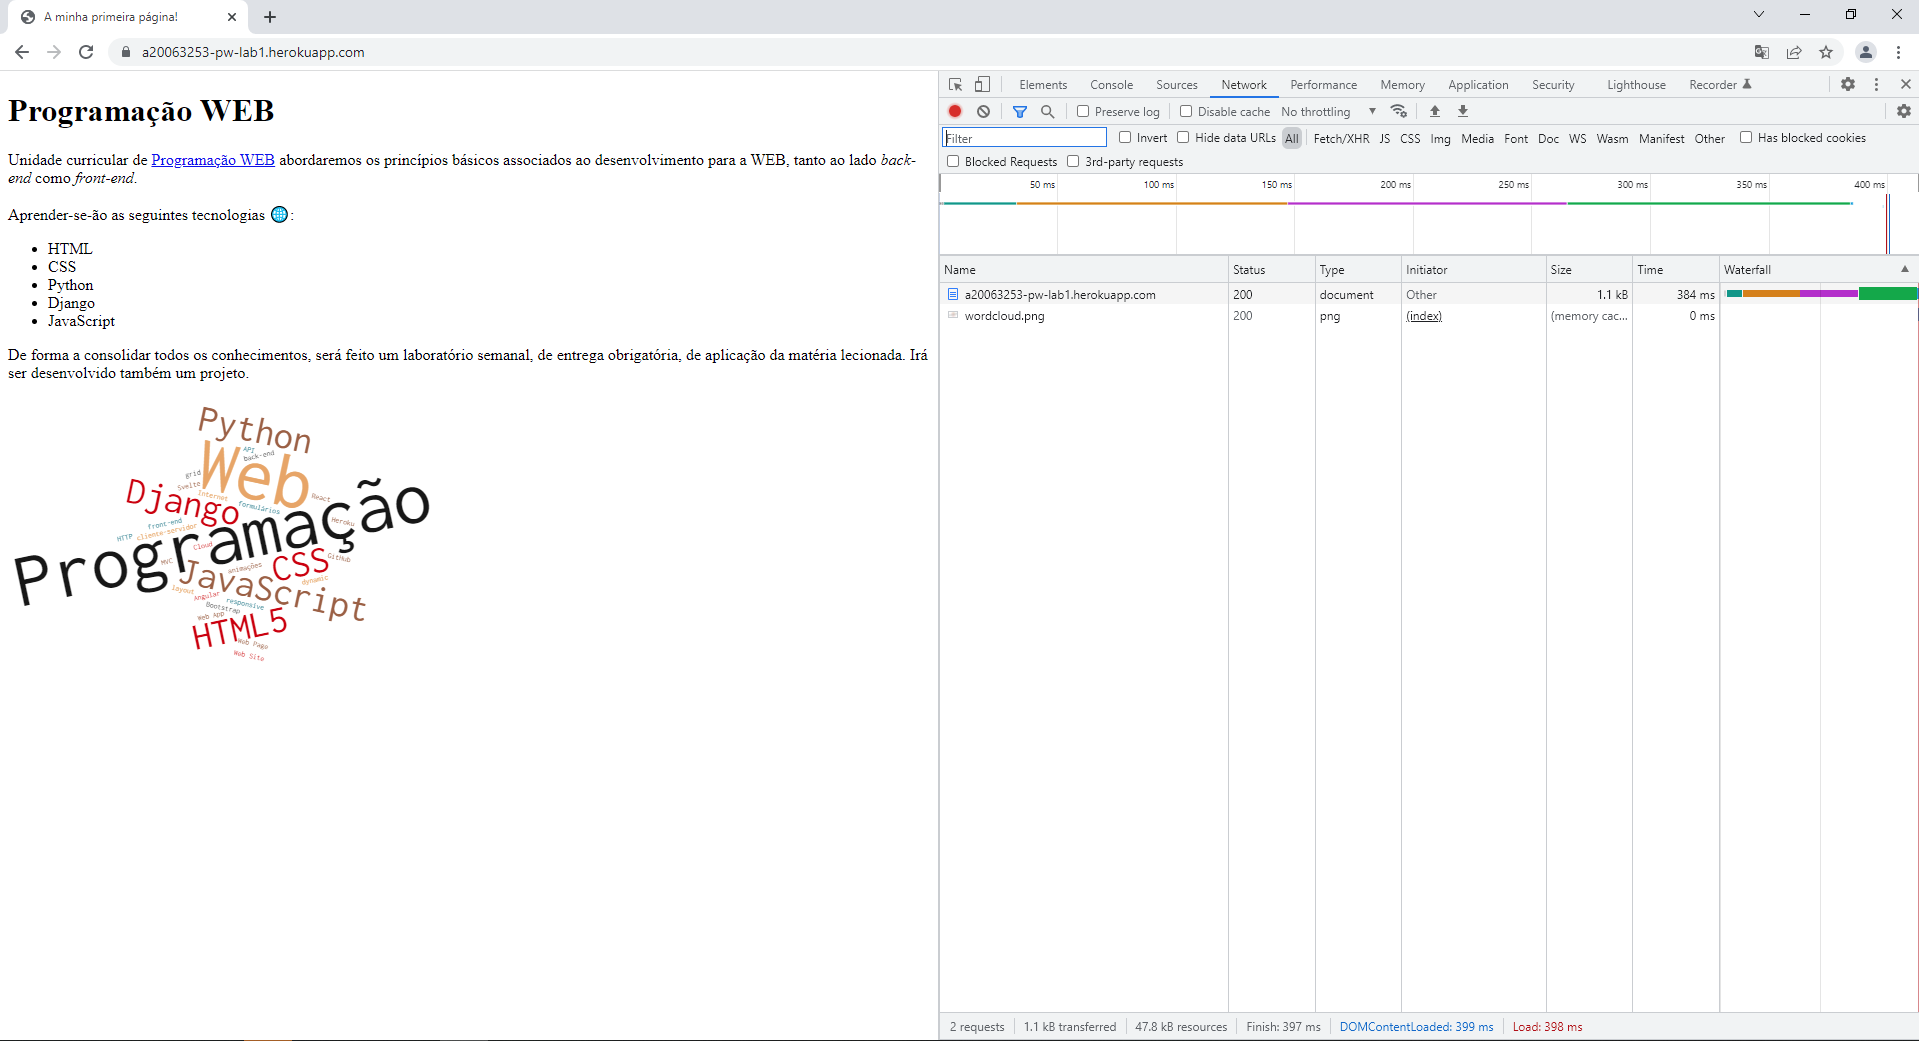 A minha primeira página!
a20063253-pw-lab1.herokuapp.com
Programação WEB
Unidade curricular de Programação WEB abordaremos os princípios básicos associados ao desenvolvimento para a WEB, tanto ao lado back-
end como front-end.
Aprender-se-ão as seguintes tecnologias 🌐:
• HTML
• CSS
• Python
• Django
• JavaScript
De forma a consolidar todos os conhecimentos, será feito um laboratório semanal, de entrega obrigatória, de aplicação da matéria lecionada. Irá
ser desenvolvido também um projeto.
Python
API
back-end
Web
grid
Svelte
Internet
React
Django
formulários
Programação
Heroku
front-end
HTTP
cliente-servidor
Cloud
GitHub
CSS
MVC
animações
JavaScript
dynamic
layout
Angular
responsive
Bootstrap
Web App
HTML5
Web Page
Web Site
Elements Console Sources Network Performance Memory Application Security Lighthouse Recorder
Preserve log Disable cache No throttling
Filter Invert Hide data URLs All Fetch/XHR JS CSS Img Media Font Doc WS Wasm Manifest Other Has blocked cookies
Blocked Requests 3rd-party requests
50 ms 100 ms 150 ms 200 ms 250 ms 300 ms 350 ms 400 ms
Name Status Type Initiator Size Time Waterfall
a20063253-pw-lab1.herokuapp.com 200 document Other 1.1 kB 384 ms
wordcloud.png 200 png (index) (memory cac... 0 ms
2 requests 1.1 kB transferred 47.8 kB resources Finish: 397 ms DOMContentLoaded: 399 ms Load: 398 ms